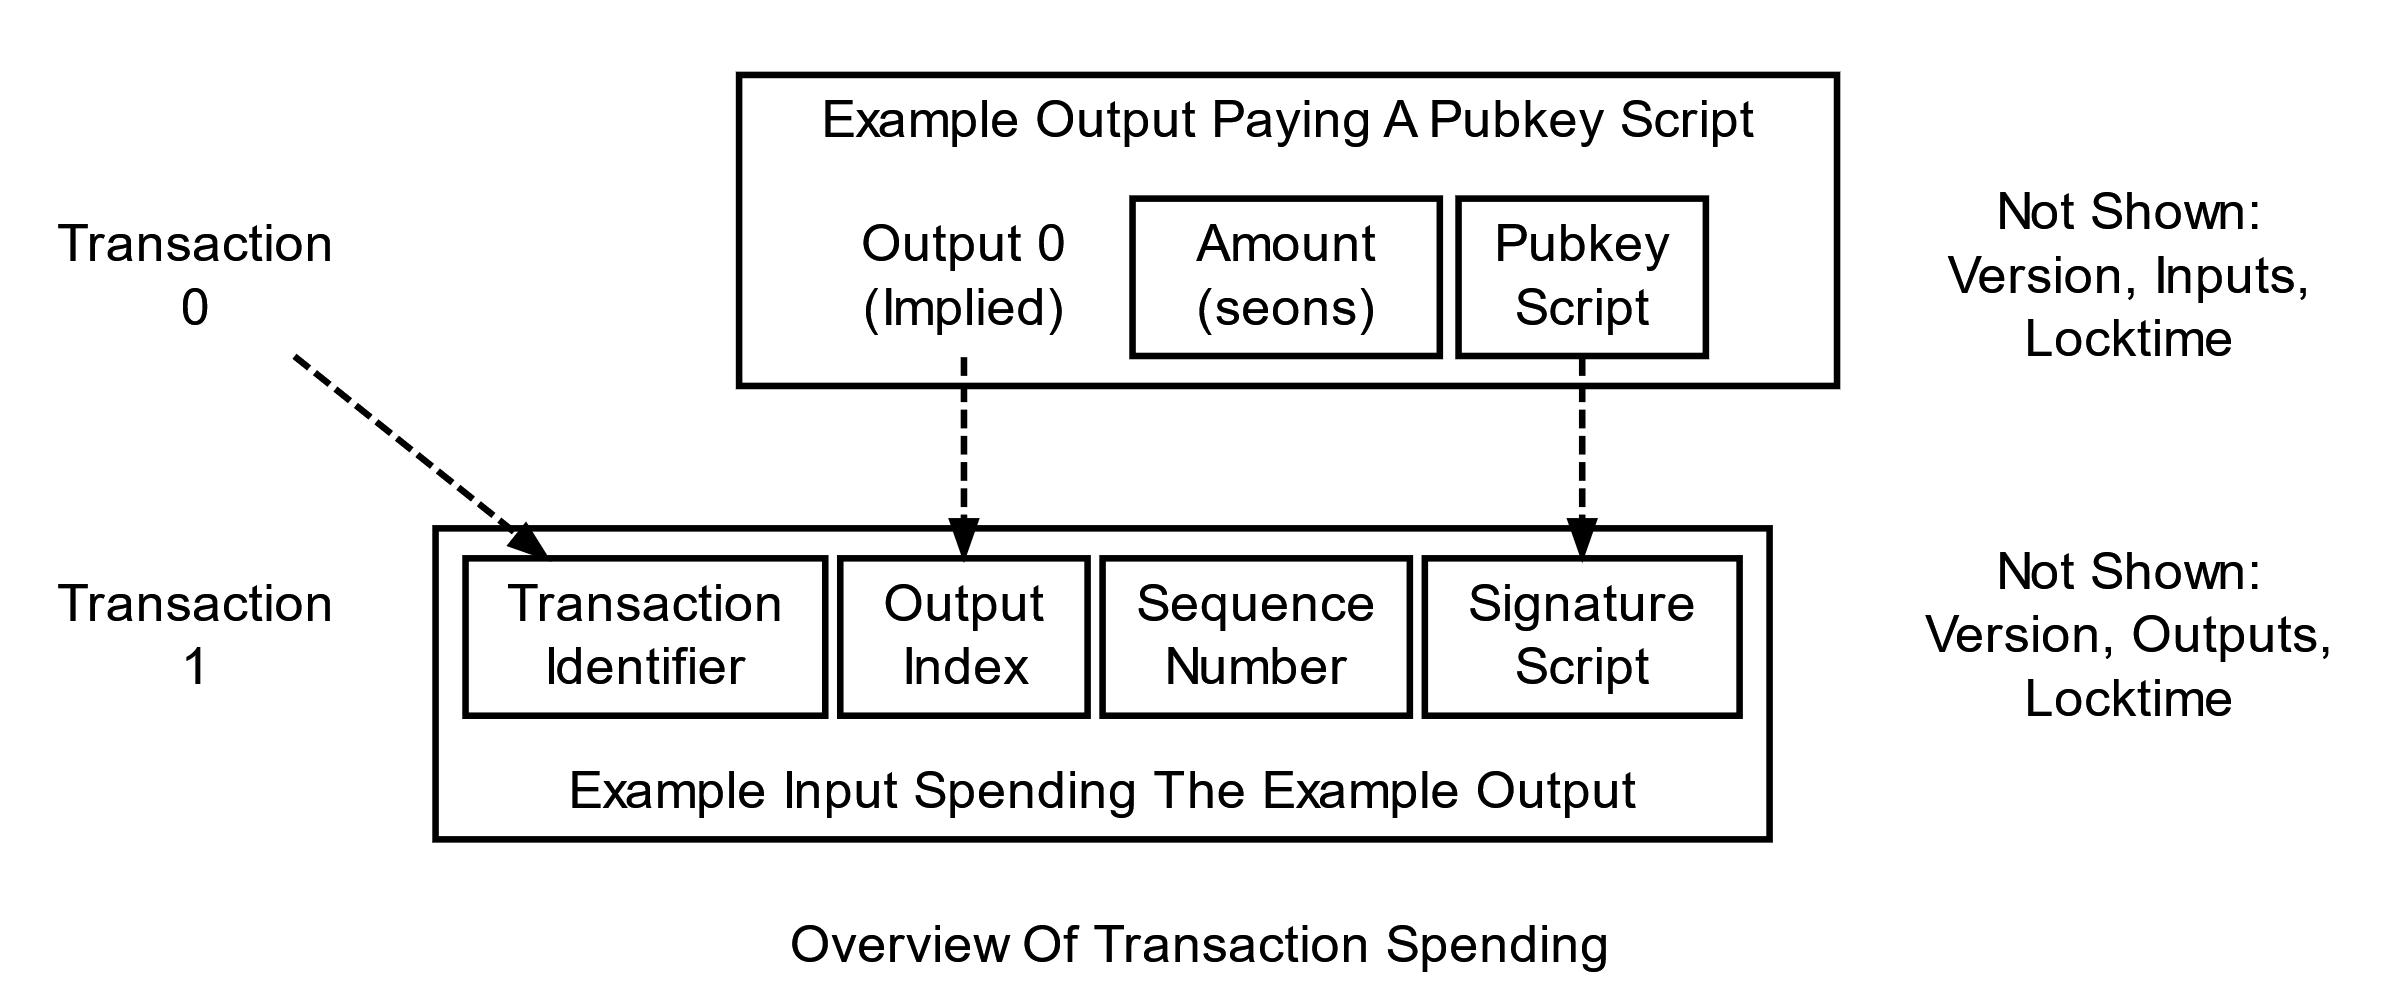 Example Output Paying A Pubkey Script
Transaction
0
Output 0
(Implied)
Amount
(seons)
Pubkey
Script
Not Shown:
Version, Inputs,
Locktime
Transaction
1
Transaction
Identifier
Output
Index
Sequence
Number
Signature
Script
Not Shown:
Version, Outputs,
Locktime
Example Input Spending The Example Output
Overview Of Transaction Spending